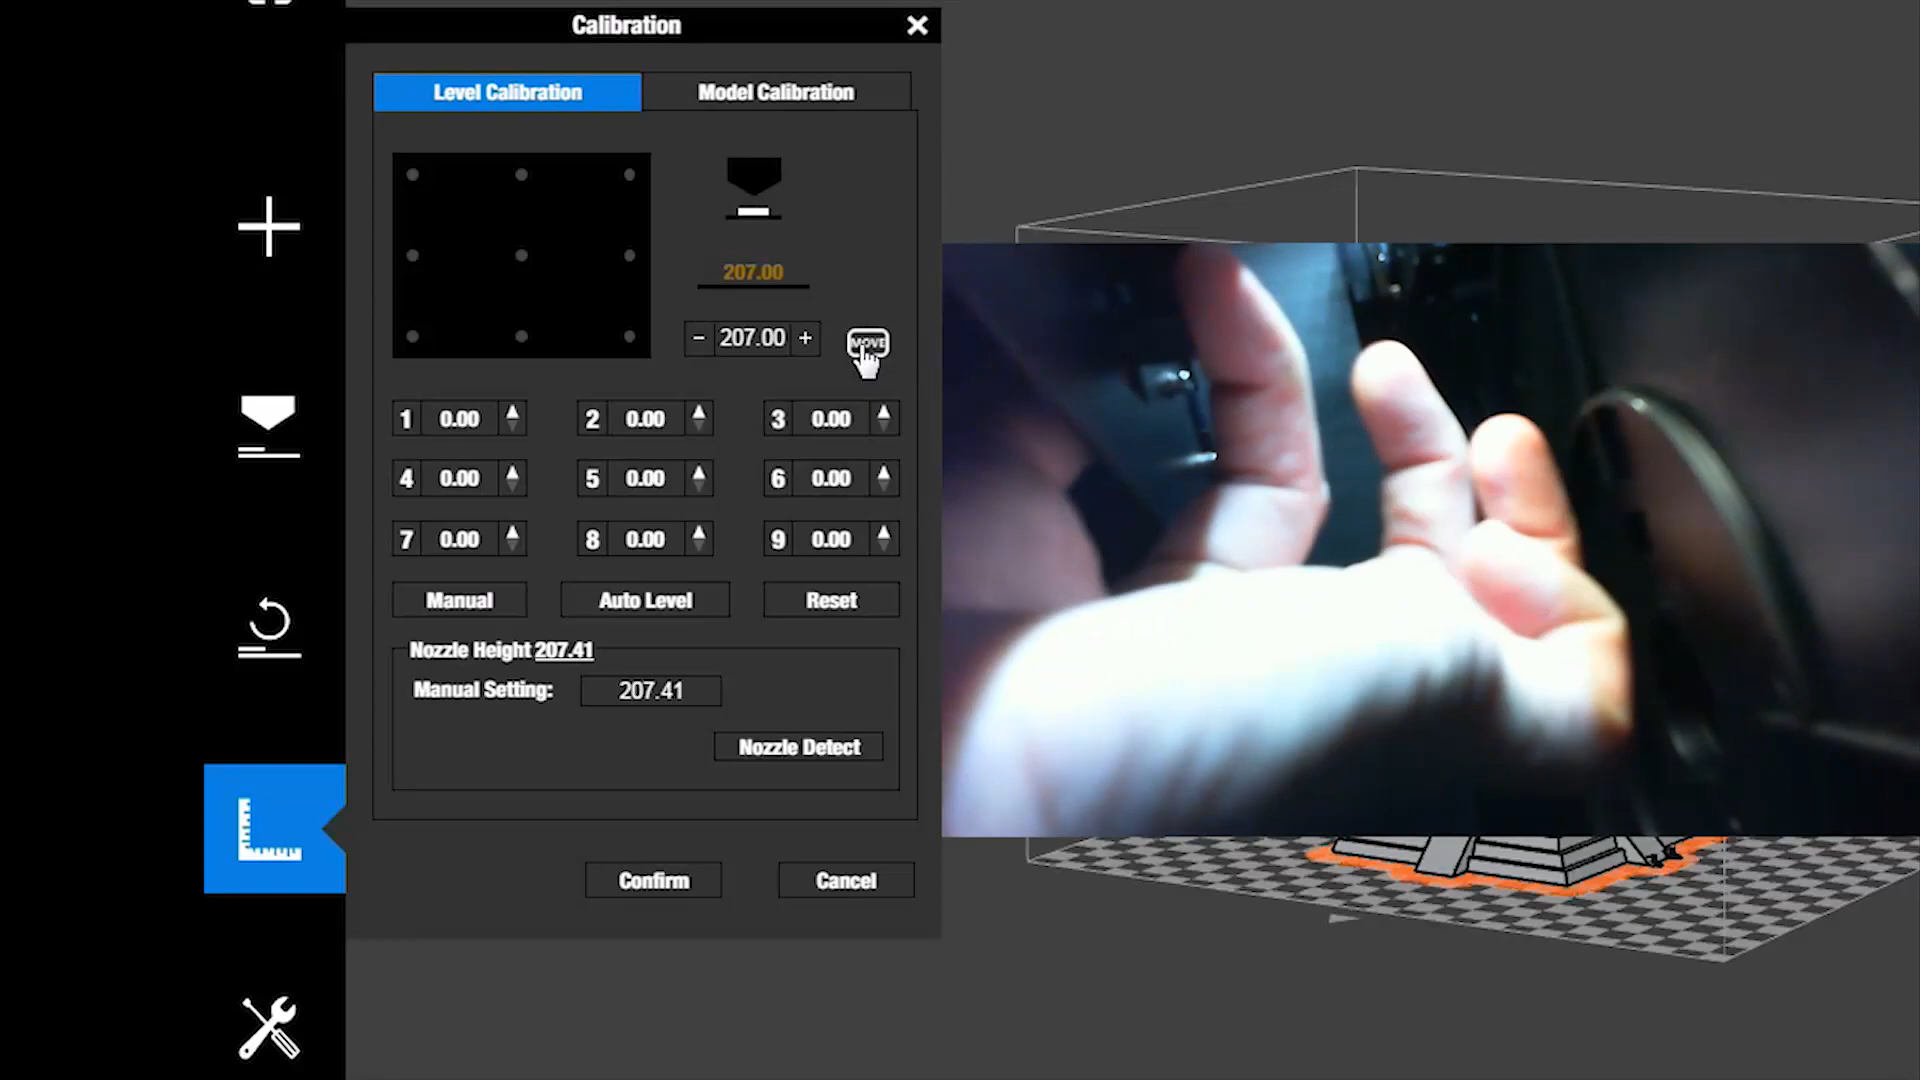 Calibration
Level Calibration
Model Calibration
207.00
- 207.00 +
MOVE
1 0.00
2 0.00
3 0.00
4 0.00
5 0.00
6 0.00
7 0.00
8 0.00
9 0.00
Manual
Auto Level
Reset
Nozzle Height 207.41
Manual Setting: 207.41
Nozzle Detect
Confirm
Cancel